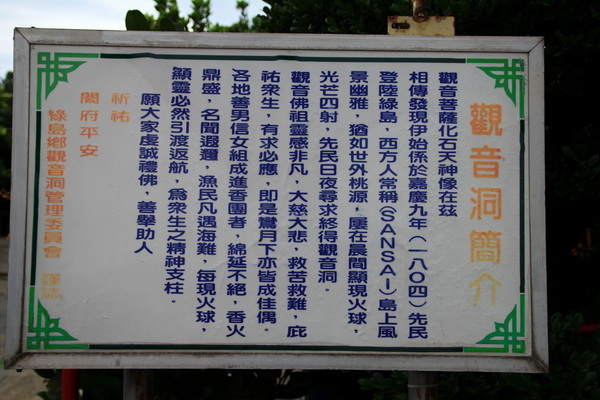 觀音洞簡介
觀音菩薩化石天神像在玆
相傳發現伊始係於嘉慶九年(一八〇四)先民
登陸綠島，西方人常稱(SANSAI)島上風
景幽雅，猶如世外桃源，屢在晨間顯現火球，
光芒四射，先民日夜尋求終得觀音洞。
觀音佛祖靈感非凡，大慈大悲，救苦救難，庇
祐衆生，有求必應，即是鴛月下亦皆成佳偶。
各地善男信女組成進香團者，綿延不絕，香火
鼎盛，名聞遐邇，漁民凡遇海難，每現火球，
顯靈必然引渡返航，爲衆生之精神支柱。
願大家虔誠禮佛，善舉助人
祈祐
闔府平安
綠島鄉觀音洞管理委員會 謹誌